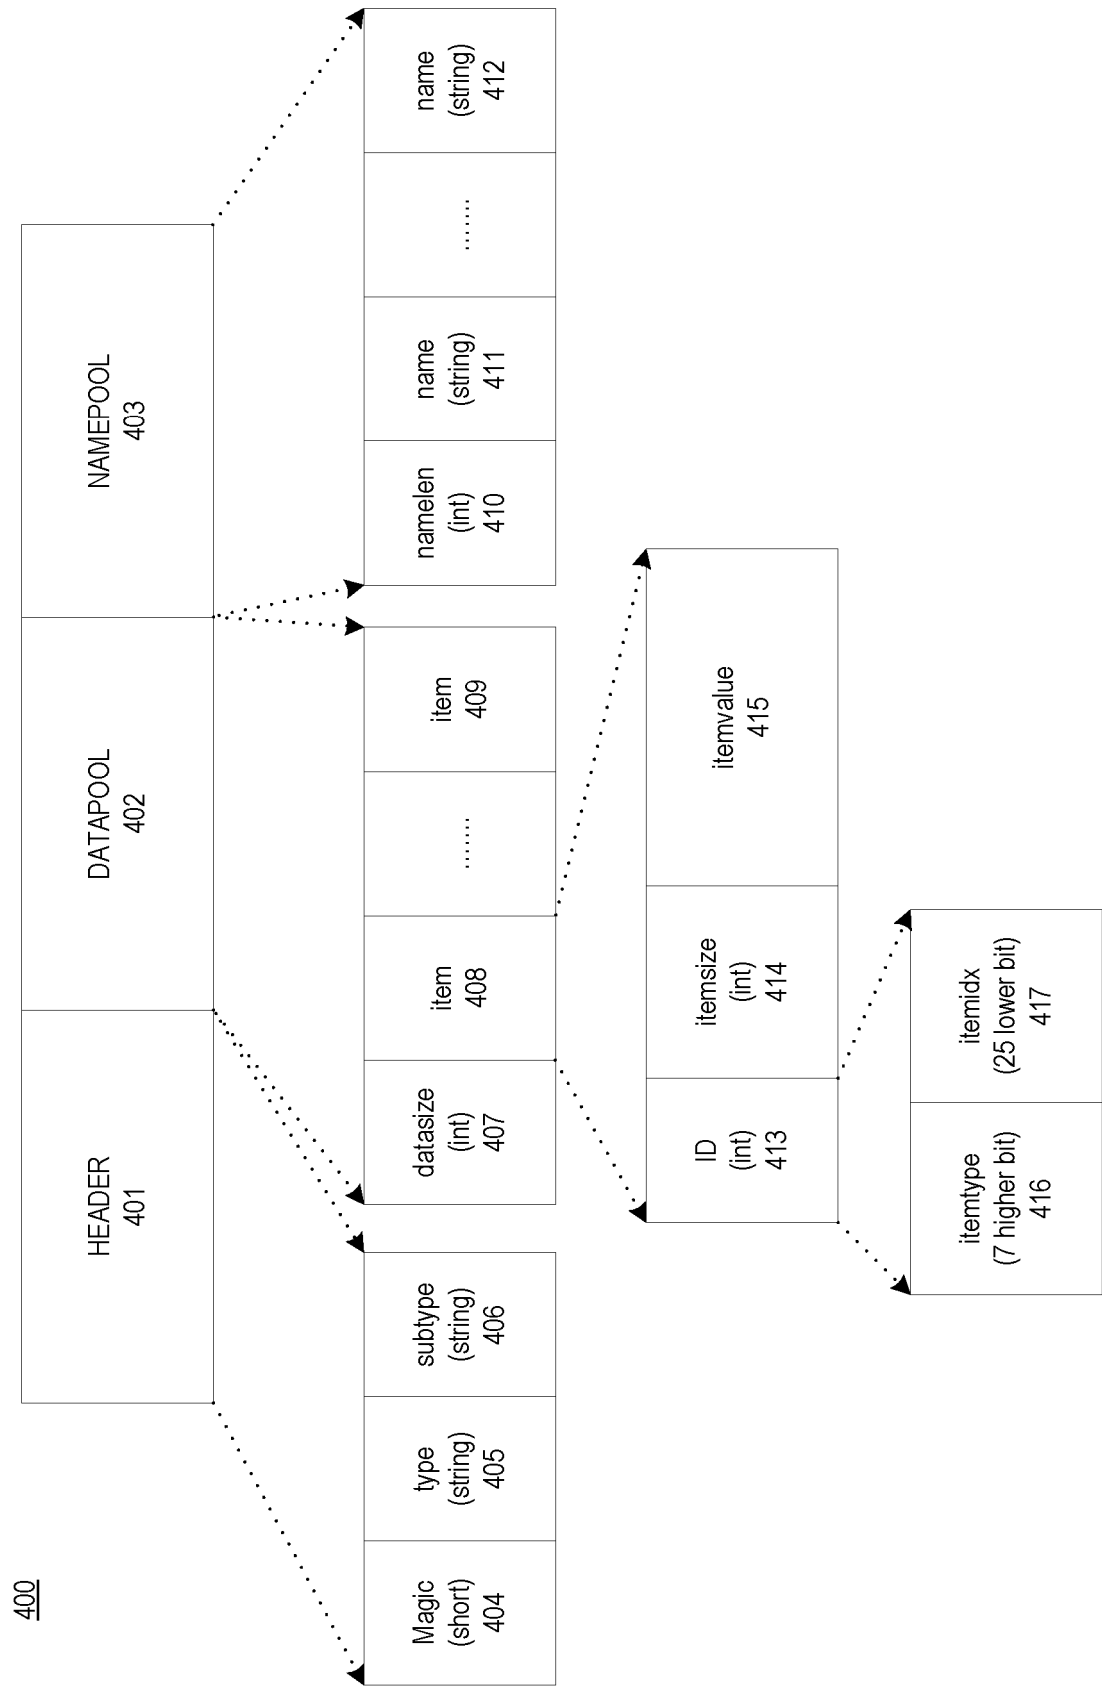 400
HEADER
401
DATAPOOL
402
NAMEPOOL
403
Magic
(short)
404
type
(string)
405
subtype
(string)
406
datasize
(int)
407
item
408
.......
item
409
namelen
(int)
410
name
(string)
411
.......
name
(string)
412
ID
(int)
413
itemsize
(int)
414
itemvalue
415
itemtype
(7 higher bit)
416
itemidx
(25 lower bit)
417